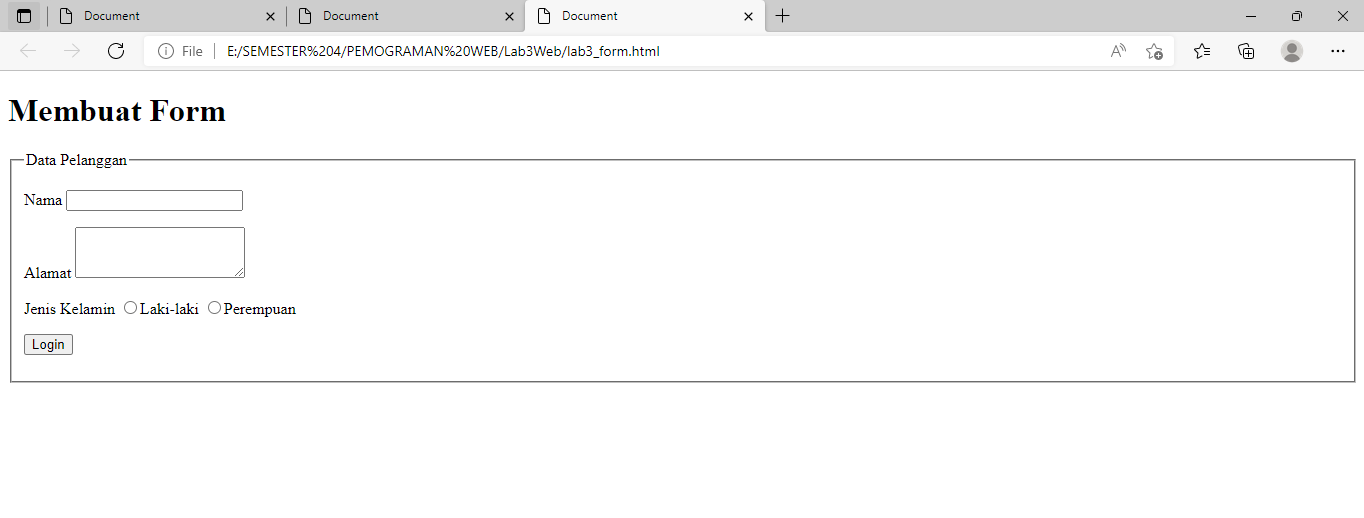 Document Document Document
File E:/SEMESTER%204/PEMOGRAMAN%20WEB/Lab3Web/lab3_form.html
Membuat Form
Data Pelanggan
Nama
Alamat
Jenis Kelamin Laki-laki Perempuan
Login